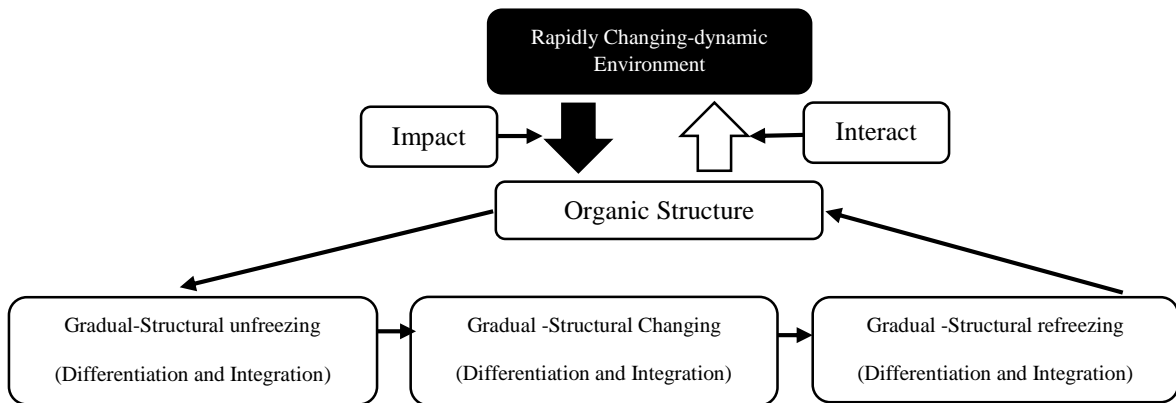 Rapidly Changing-dynamic
Environment
Impact
Interact
Organic Structure
Gradual-Structural unfreezing
(Differentiation and Integration)
Gradual -Structural Changing
(Differentiation and Integration)
Gradual -Structural refreezing
(Differentiation and Integration)